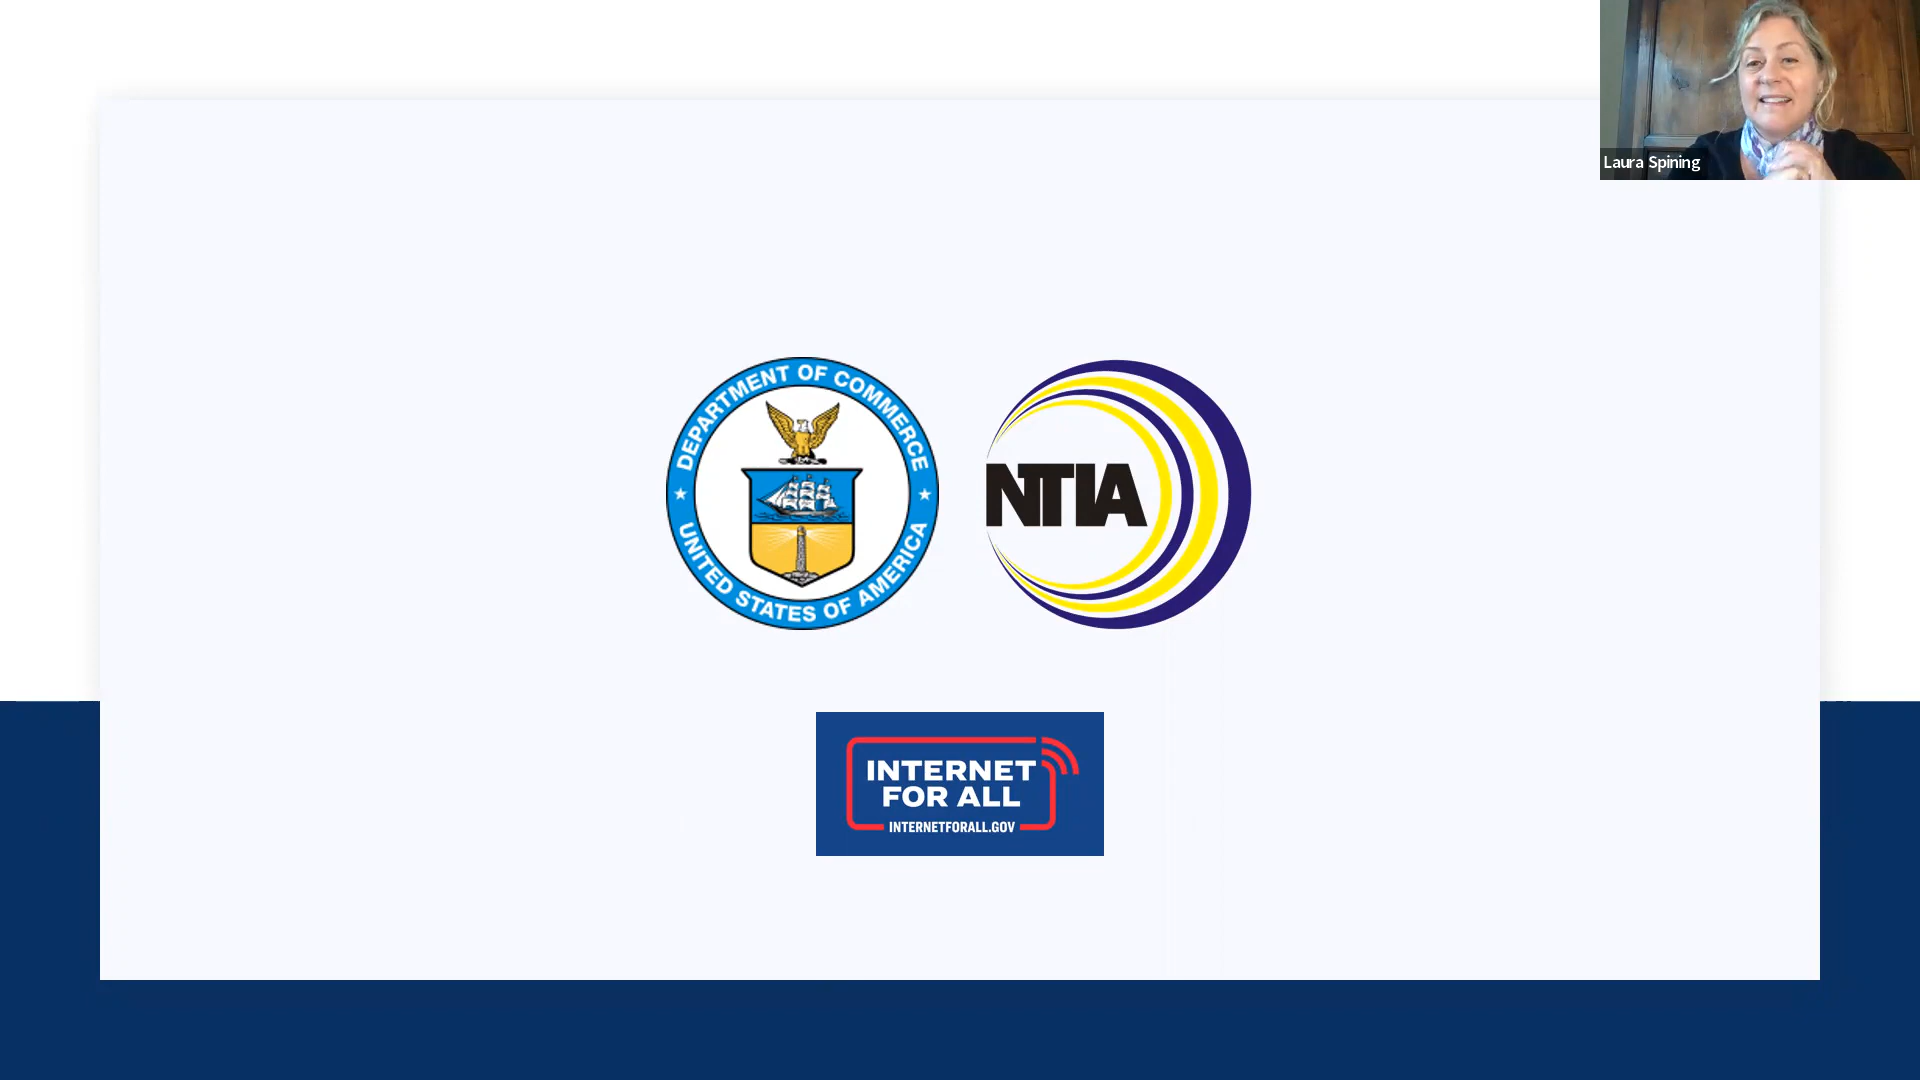 Laura Spining
DEPARTMENT OF COMMERCE
UNITED STATES OF AMERICA
NTIA
INTERNET
FOR ALL
INTERNETFORALL.GOV